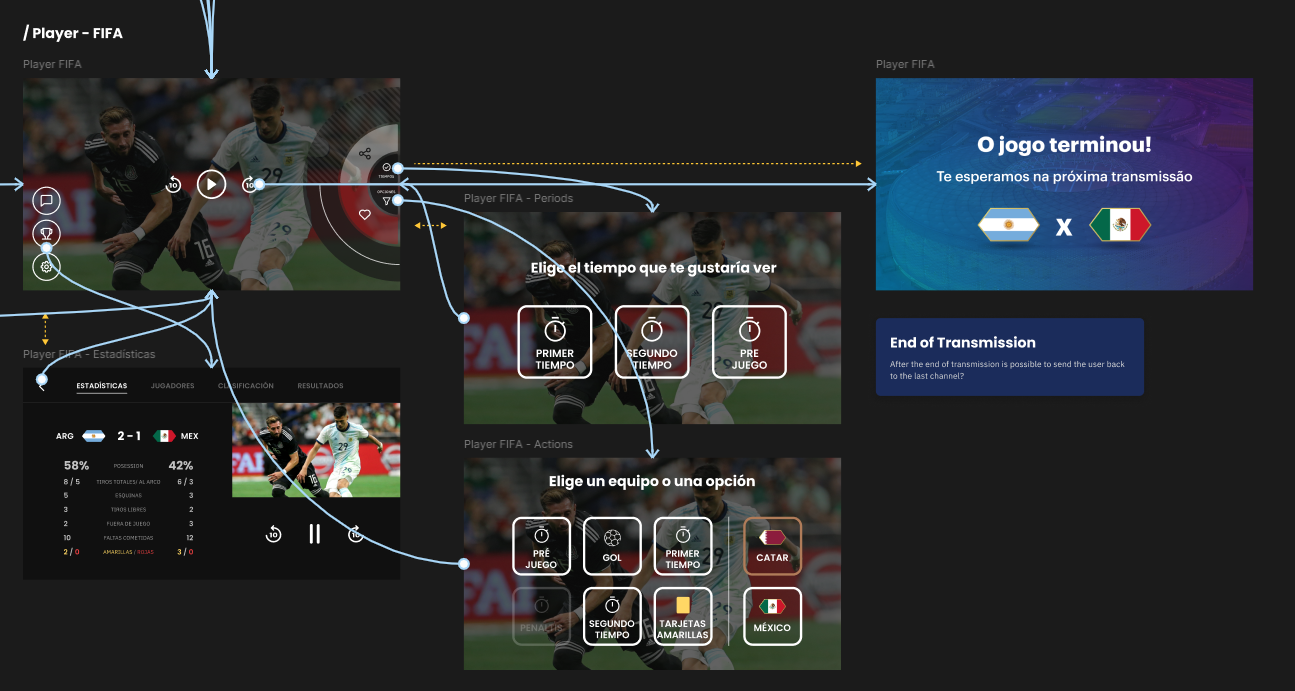 / Player - FIFA
Player FIFA
10
10
TIEMPOS
OPCIONES
29
16
Player FIFA
O jogo terminou!
Te esperamos na próxima transmissão
X
End of Transmission
After the end of transmission is possible to send the user back
to the last channel?
Player FIFA - Periods
Elige el tiempo que te gustaría ver
PRIMER
TIEMPO
SEGUNDO
TIEMPO
PRE
JUEGO
Player FIFA - Estadísticas
ESTADÍSTICAS
JUGADORES
CLASIFICACIÓN
RESULTADOS
ARG
2 - 1
MEX
58% POSESSION 42%
8 / 5 TIROS TOTALES/ AL ARCO 6 / 3
5 ESQUINAS 3
3 TIROS LIBRES 2
2 FUERA DE JUEGO 3
10 FALTAS COMETIDAS 12
2 / 0 AMARILLAS / ROJAS 3 / 0
29
16
10
10
Player FIFA - Actions
Elige un equipo o una opción
PRÉ
JUEGO
GOL
PRIMER
TIEMPO
CATAR
PENALTIS
SEGUNDO
TIEMPO
TARJETAS
AMARILLAS
MÉXICO